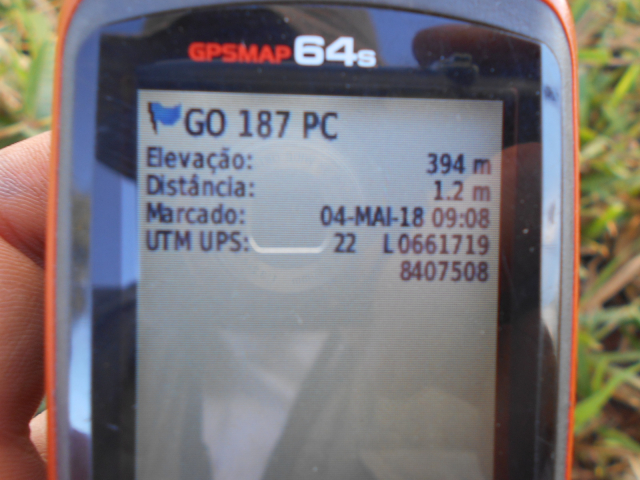 GPSMAP 64s
GO 187 PC
Elevação: 394 m
Distância: 1.2 m
Marcado: 04-MAI-18 09:08
UTM UPS: 22 L0661719
8407508